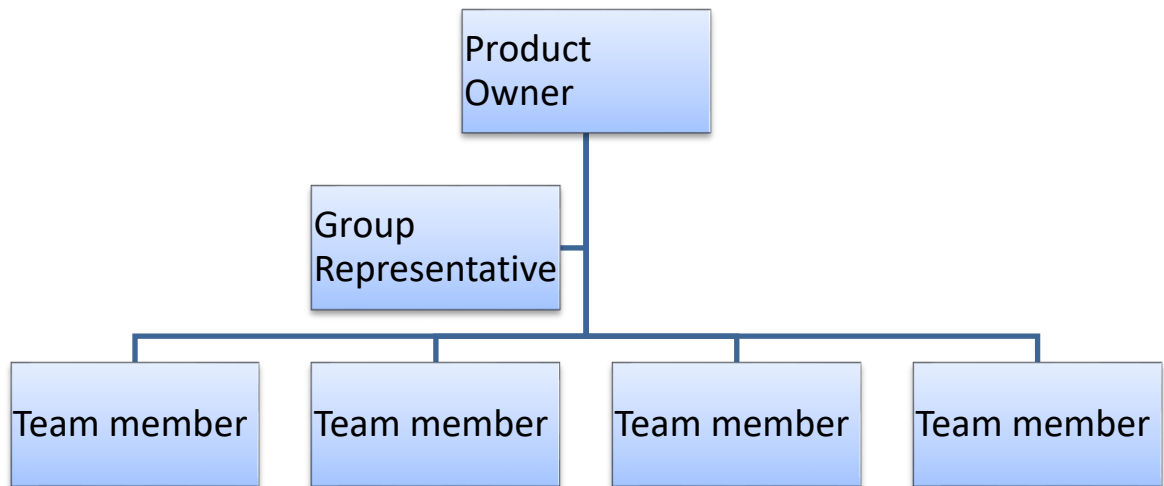 Product
Owner
Group
Representative
Team member
Team member
Team member
Team member